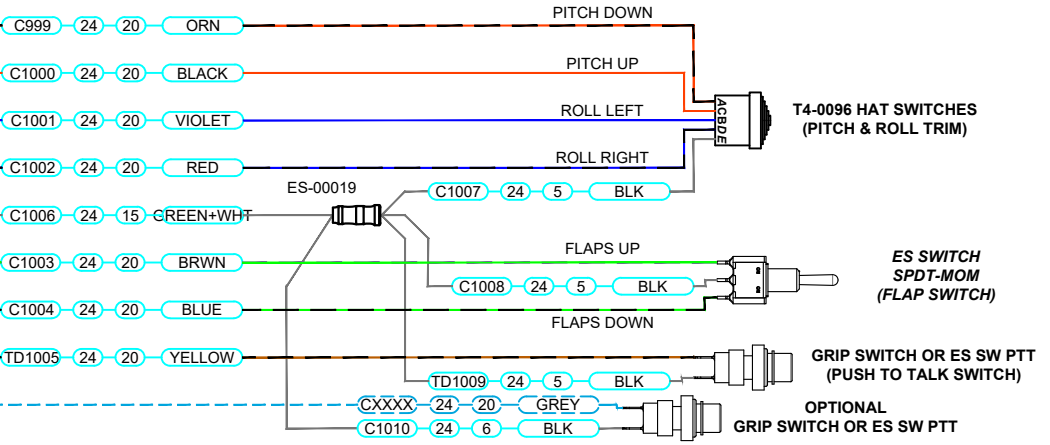 PITCH DOWN
C999 24 20 ORN
PITCH UP
C1000 24 20 BLACK
ROLL LEFT
C1001 24 20 VIOLET
A C B D E
T4-0096 HAT SWITCHES
(PITCH & ROLL TRIM)
ROLL RIGHT
C1002 24 20 RED
ES-00019
C1007 24 5 BLK
C1006 24 15 GREEN+WHT
FLAPS UP
C1003 24 20 BRWN
C1008 24 5 BLK
ES SWITCH
SPDT-MOM
(FLAP SWITCH)
C1004 24 20 BLUE
FLAPS DOWN
TD1005 24 20 YELLOW
GRIP SWITCH OR ES SW PTT
(PUSH TO TALK SWITCH)
TD1009 24 5 BLK
CXXXX 24 20 GREY
C1010 24 6 BLK
OPTIONAL
GRIP SWITCH OR ES SW PTT